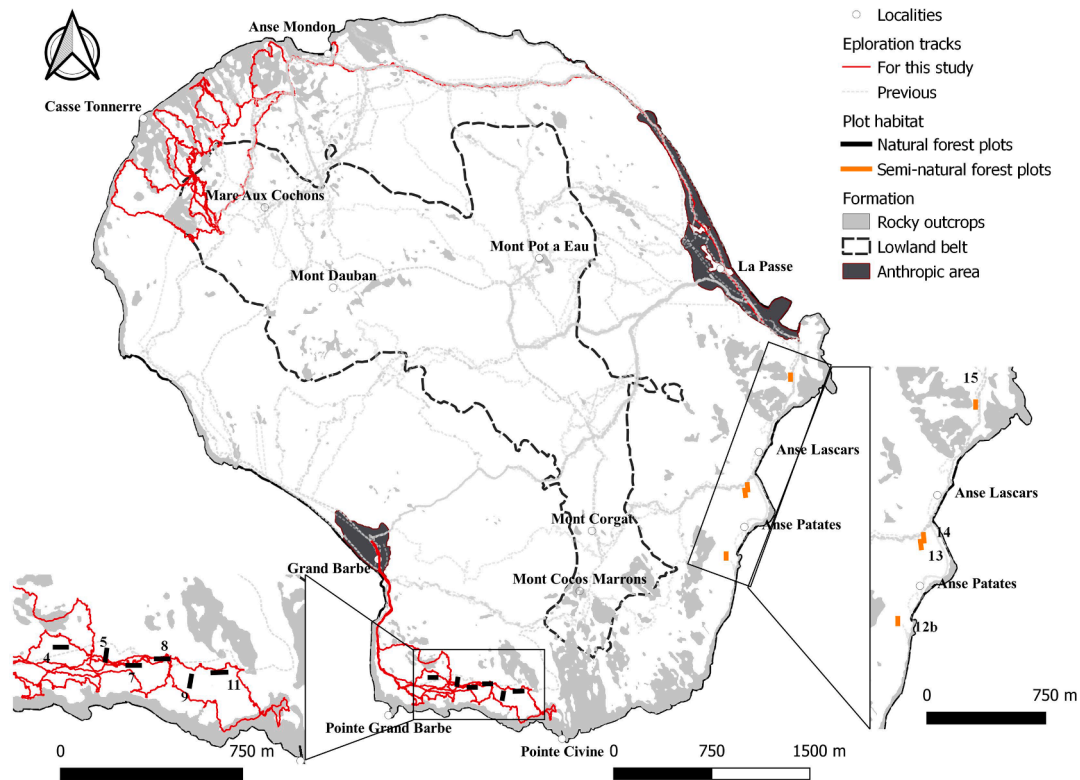 Anse Mondon
Casse Tonnerre
Mare Aux Cochons
Mont Pot a Eau
La Passe
Mont Dauban
Anse Lascars
Anse Patates
Mont Corgat
Mont Cocos Marrons
Grand Barbe
Pointe Grand Barbe
Pointe Civine
0 750 1500 m
Localities
Eploration tracks
For this study
Previous
Plot habitat
Natural forest plots
Semi-natural forest plots
Formation
Rocky outcrops
Lowland belt
Anthropic area
4
5
7
8
9
11
0 750 m
15
Anse Lascars
14
13
Anse Patates
12b
0 750 m